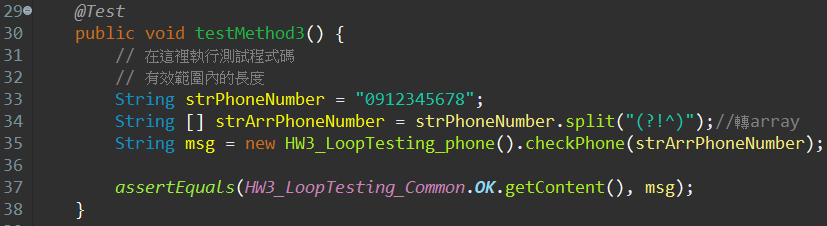 29 @Test
30 public void testMethod3() {
31 // 在這裡執行測試程式碼
32 // 有效範圍內的長度
33 String strPhoneNumber = "0912345678";
34 String [] strArrPhoneNumber = strPhoneNumber.split("(?!^)");//轉array
35 String msg = new HW3_LoopTesting_phone().checkPhone(strArrPhoneNumber);
36
37 assertEquals(HW3_LoopTesting_Common.OK.getContent(), msg);
38 }